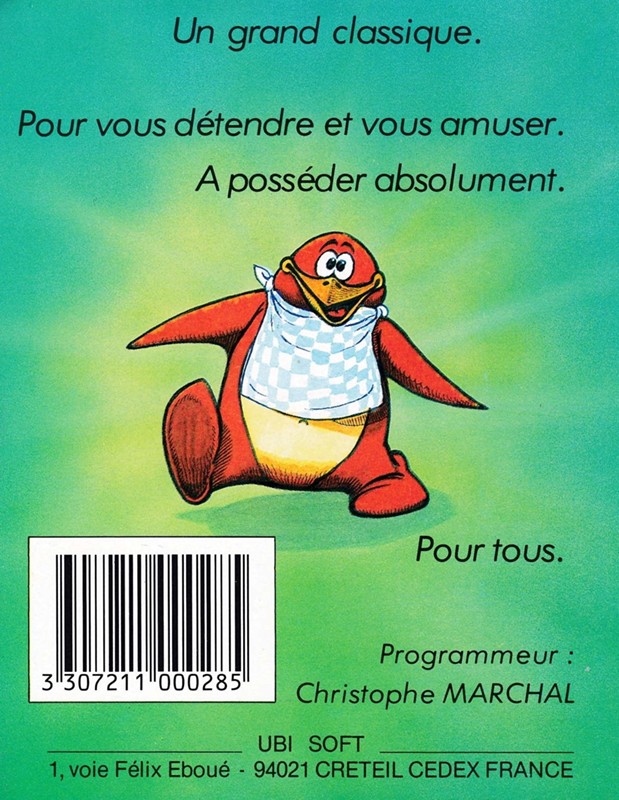 Un grand classique.
Pour vous détendre et vous amuser.
A posséder absolument.
Pour tous.
3 307211 000285
Programmeur :
Christophe MARCHAL
UBI SOFT
1, voie Félix Eboué - 94021 CRETEIL CEDEX FRANCE